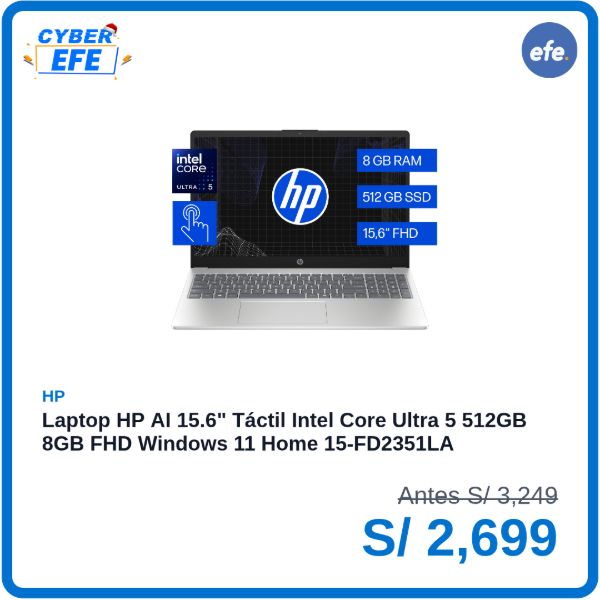 CYBER
EFE
efe.
intel
CORE
ULTRA 5
hp
8 GB RAM
512 GB SSD
15,6" FHD
HP
Laptop HP AI 15.6" Táctil Intel Core Ultra 5 512GB
8GB FHD Windows 11 Home 15-FD2351LA
Antes S/ 3,249
S/ 2,699